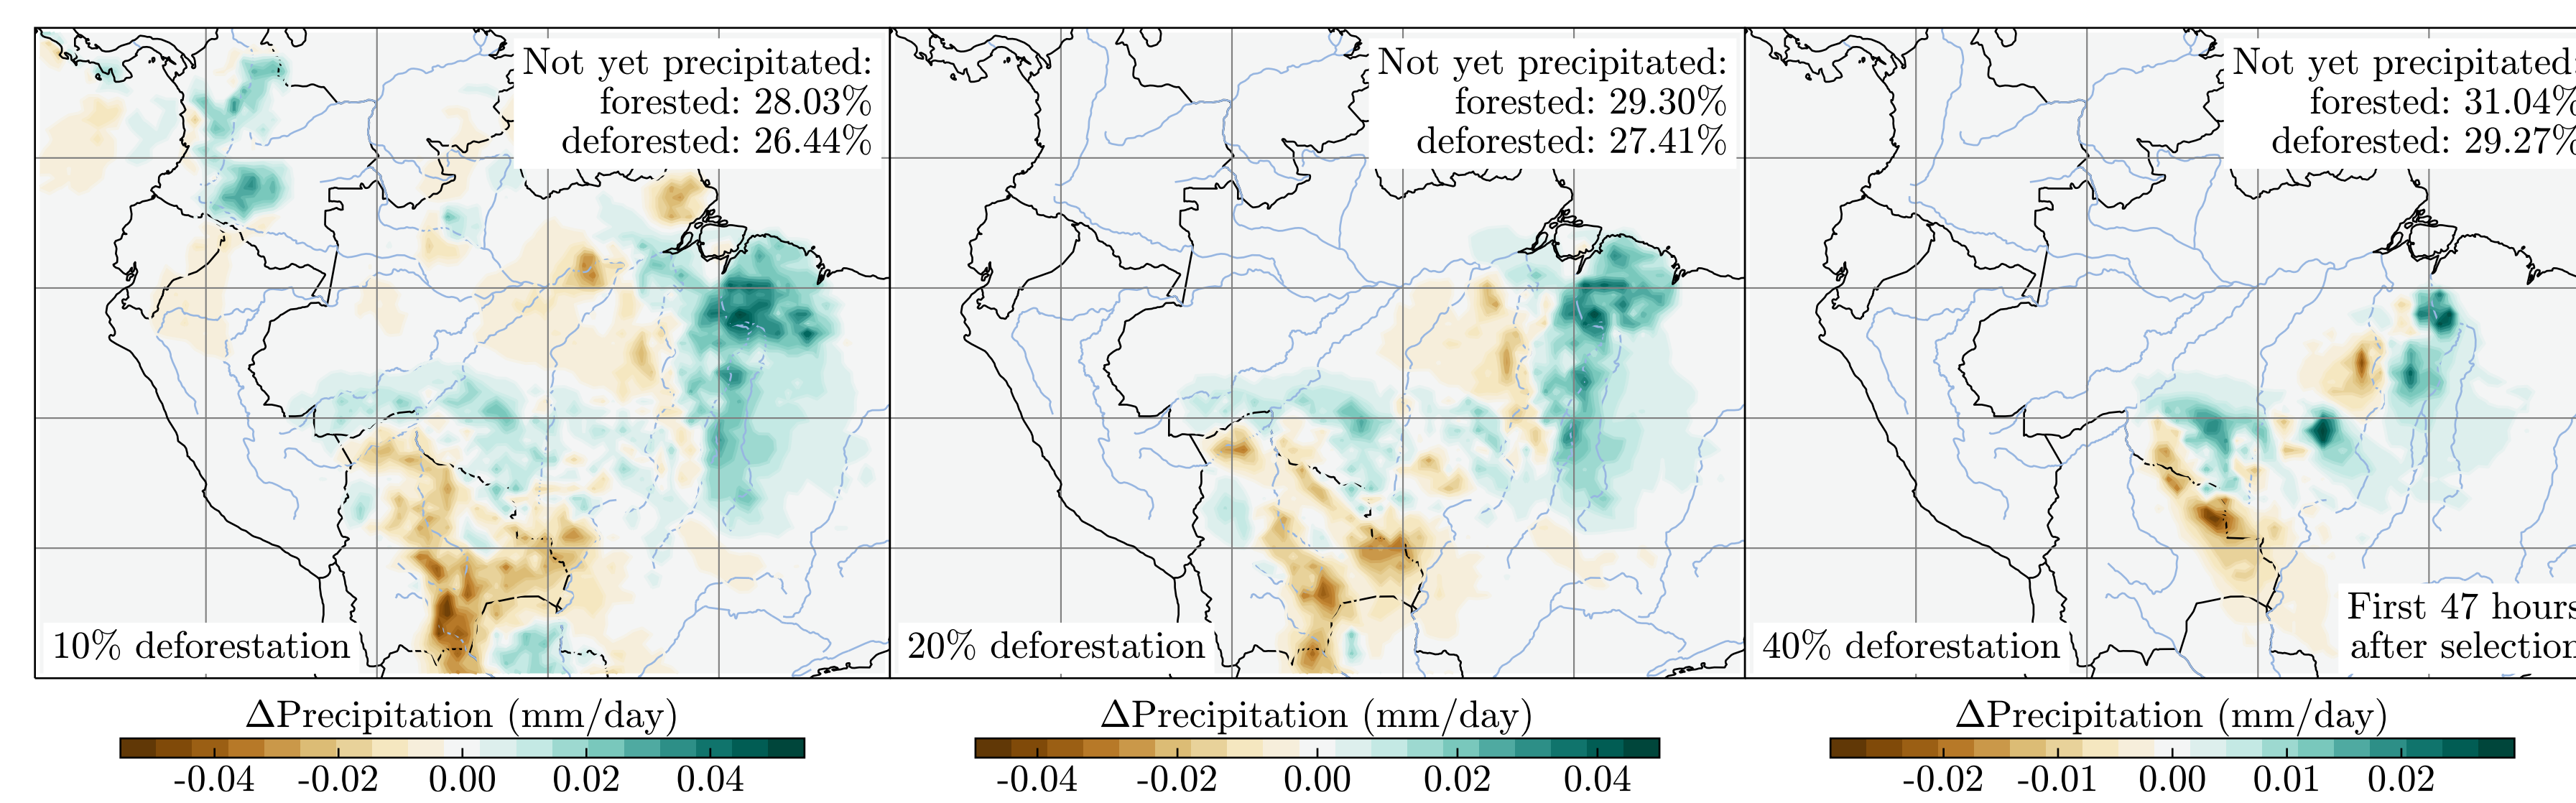 Not yet precipitated:
forested: 28.03%
deforested: 26.44%
10% deforestation
Not yet precipitated:
forested: 29.30%
deforested: 27.41%
20% deforestation
Not yet precipitated:
forested: 31.04%
deforested: 29.27%
40% deforestation
First 47 hours
after selection
ΔPrecipitation (mm/day)
-0.04 -0.02 0.00 0.02 0.04
ΔPrecipitation (mm/day)
-0.04 -0.02 0.00 0.02 0.04
ΔPrecipitation (mm/day)
-0.02 -0.01 0.00 0.01 0.02